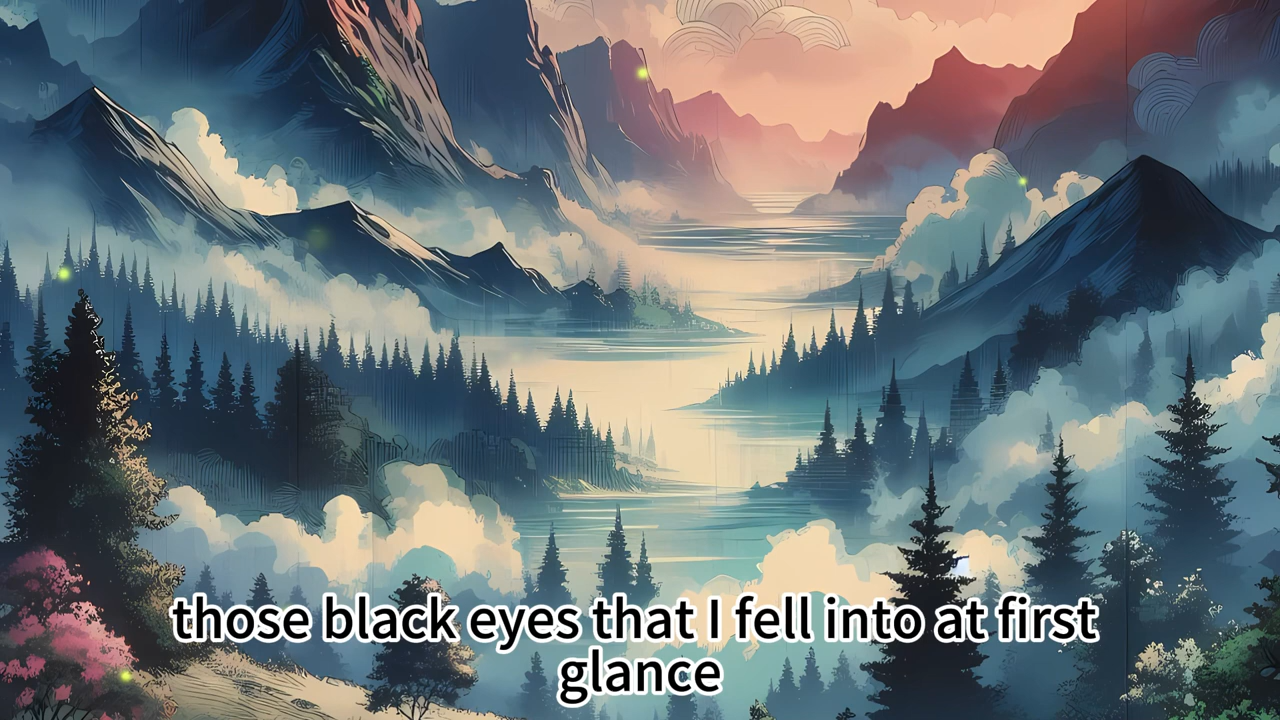 those black eyes that I fell into at first
glance